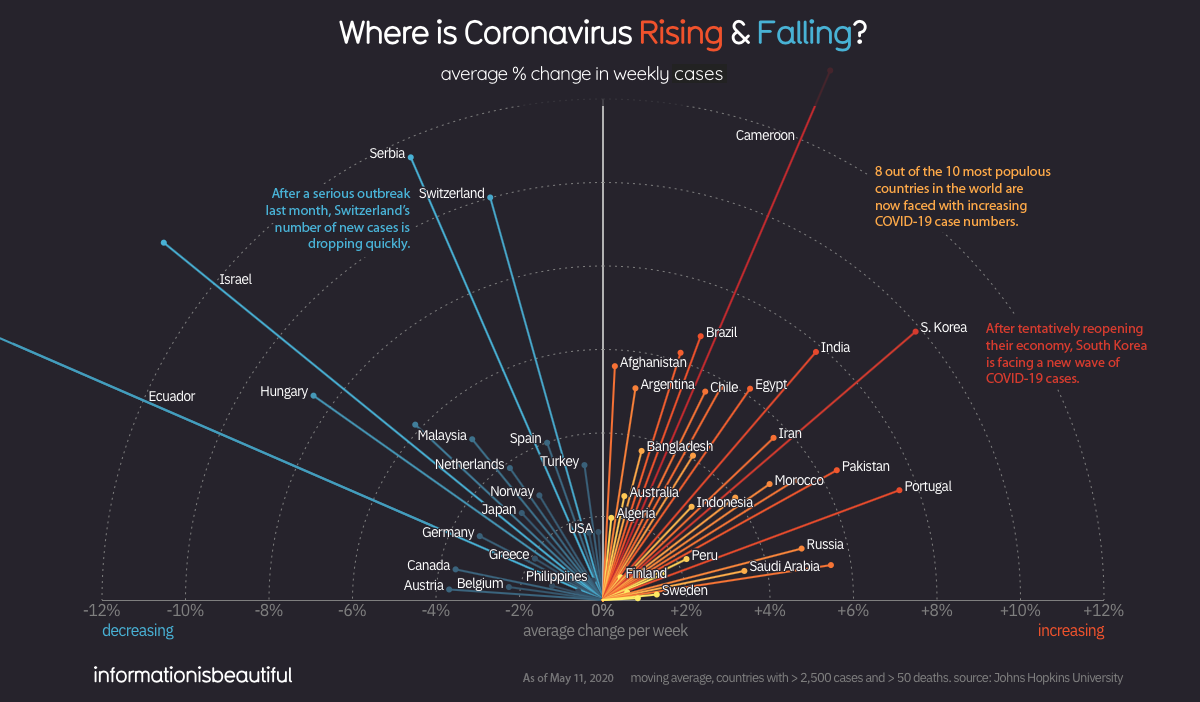 Where is Coronavirus Rising & Falling?
average % change in weekly cases
Cameroon
Serbia
After a serious outbreak
last month, Switzerland's
number of new cases is
dropping quickly.
Switzerland
8 out of the 10 most populous
countries in the world are
now faced with increasing
COVID-19 case numbers.
Israel
S. Korea
After tentatively reopening
their economy, South Korea
is facing a new wave of
COVID-19 cases.
Brazil
India
Afghanistan
Argentina
Chile
Egypt
Ecuador
Hungary
Malaysia
Spain
Iran
Bangladesh
Netherlands
Turkey
Pakistan
Morocco
Portugal
Norway
Australia
Indonesia
Japan
Algeria
Germany
USA
Russia
Greece
Peru
Canada
Saudi Arabia
Philippines
Finland
Austria
Belgium
Sweden
-12% -10% -8% -6% -4% -2% 0% +2% +4% +6% +8% +10% +12%
decreasing average change per week increasing
informationisbeautiful
As of May 11, 2020 moving average, countries with > 2,500 cases and > 50 deaths. source: Johns Hopkins University